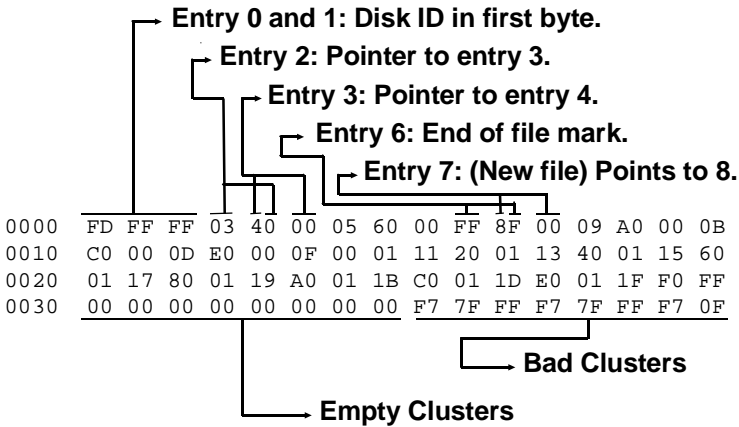 Entry 0 and 1: Disk ID in first byte.
Entry 2: Pointer to entry 3.
Entry 3: Pointer to entry 4.
Entry 6: End of file mark.
Entry 7: (New file) Points to 8.
0000 FD FF FF 03 40 00 05 60 00 FF 8F 00 09 A0 00 0B
0010 C0 00 0D E0 00 0F 00 01 11 20 01 13 40 01 15 60
0020 01 17 80 01 19 A0 01 1B C0 01 1D E0 01 1F F0 FF
0030 00 00 00 00 00 00 00 00 F7 7F FF F7 7F FF F7 0F
Bad Clusters
Empty Clusters